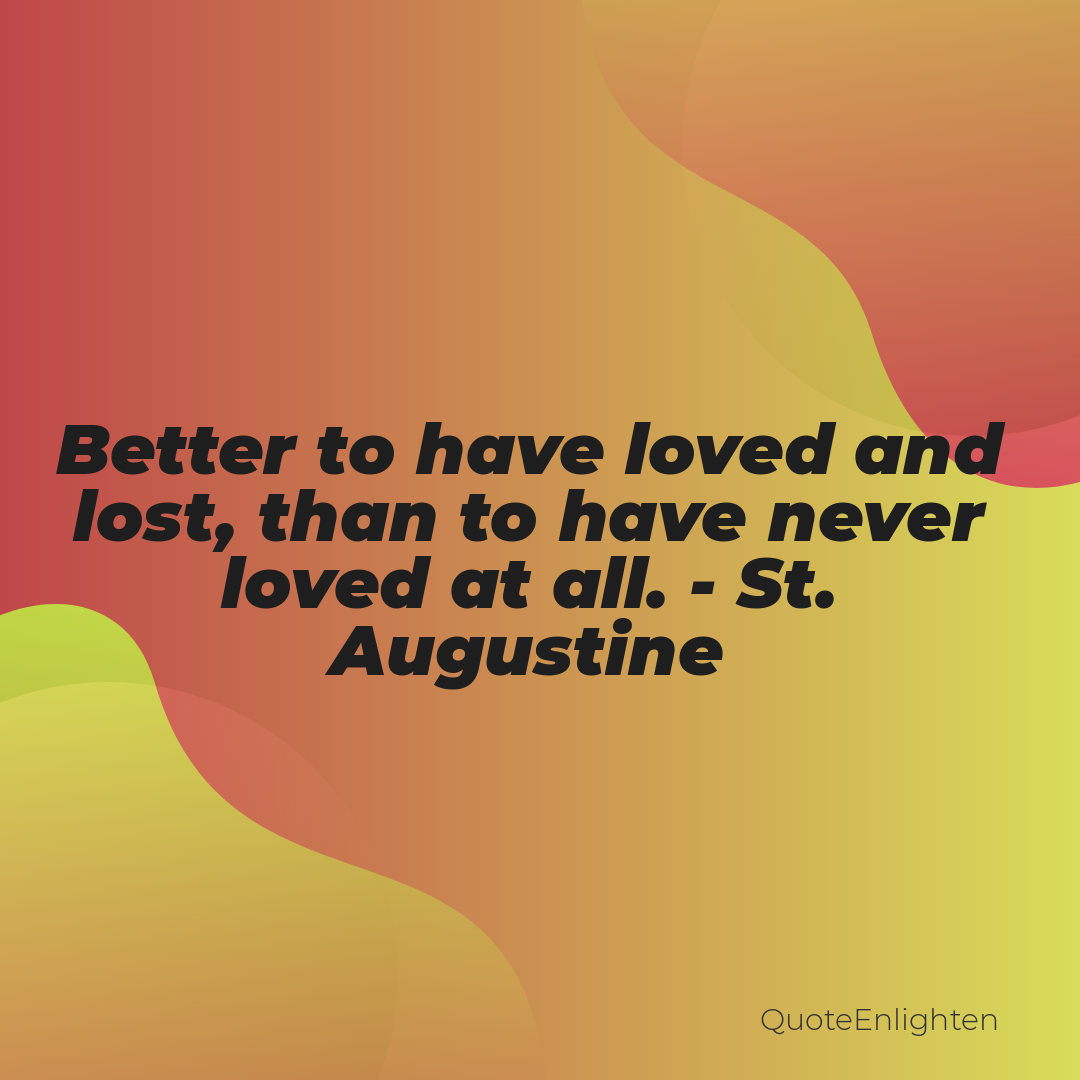 Better to have loved and
lost, than to have never
loved at all. - St.
Augustine
QuoteEnlighten